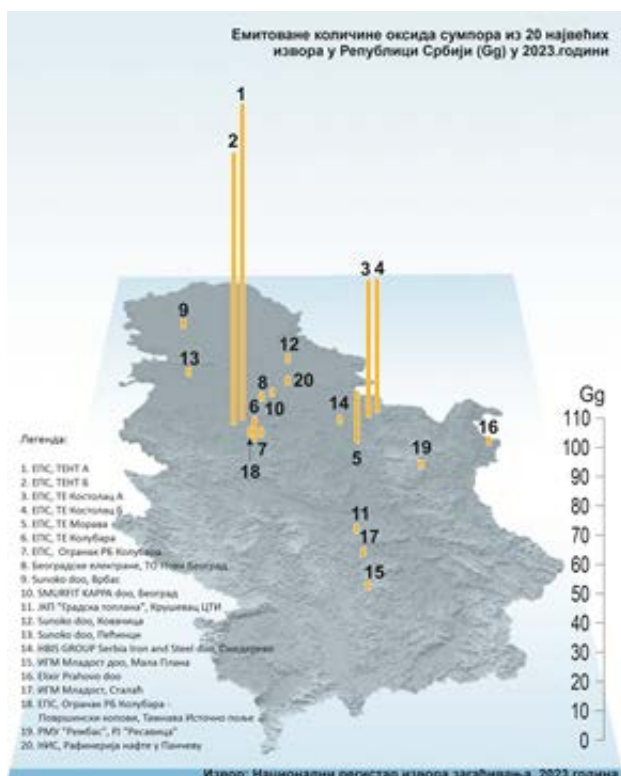 Емитоване количине оксида сумпора из 20 највећих
извора у Републици Србији (Gg) у 2023.години
1
2
3 4
9
12
13
20
8
10
6
14
16
7
5
19
18
11
17
15
Gg
110
100
90
80
70
60
50
40
30
20
10
0
Легенда:
1. ЕПС, ТЕНТ А
2. ЕПС, ТЕНТ Б
3. ЕПС, ТЕ Костолац А
4. ЕПС, ТЕ Костолац Б
5. ЕПС, ТЕ Морава
6. ЕПС, ТЕ Колубара
7. ЕПС, Огранак РБ Колубара
8. Београдске електране, ТО Нови Београд
9. Sunoko doo, Врбас
10. SMURFIT KAPPA doo, Београд
11. ЈКП "Градска топлана", Крушевац ЦТИ
12. Sunoko doo, Ковачица
13. Sunoko doo, Пећинци
14. HBIS GROUP Serbia Iron and Steel doo, Смедерево
15. ИГМ Младост доо, Мала Плана
16. Elixir Prahovo doo
17. ИГМ Младост, Сталаћ
18. ЕПС, Огранак РБ Колубара
Површински копови, Тамнава Источно поље
19. РМУ "Рембас", РЈ "Ресавица"
20. НИС, Рафинерија нафте у Панчеву
Извор: Национални регистар извора загађивања, 2023 година